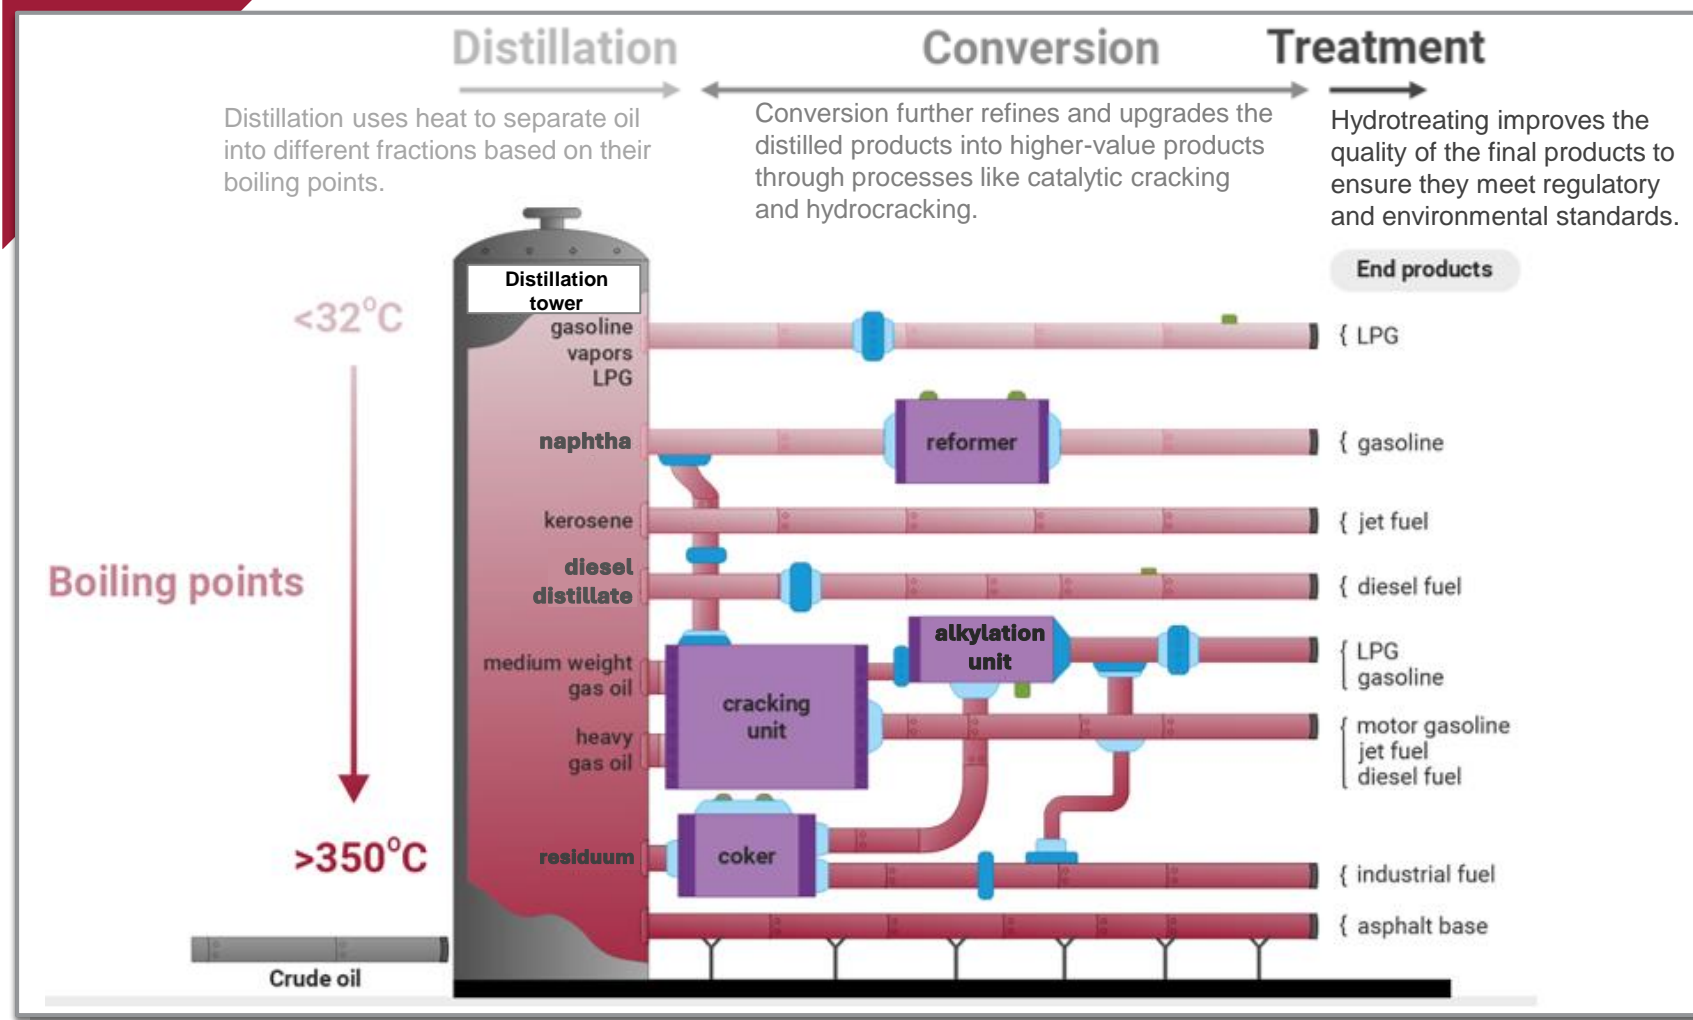 Distillation
Conversion
Treatment
Distillation uses heat to separate oil
into different fractions based on their
boiling points.
Conversion further refines and upgrades the
distilled products into higher-value products
through processes like catalytic cracking
and hydrocracking.
Hydrotreating improves the
quality of the final products to
ensure they meet regulatory
and environmental standards.
End products
Distillation
tower
<32°C
gasoline
vapors
LPG
{ LPG
naphtha
reformer
{ gasoline
kerosene
{ jet fuel
Boiling points
diesel
distillate
{ diesel fuel
medium weight
gas oil
alkylation
unit
LPG
gasoline
cracking
unit
heavy
gas oil
motor gasoline
jet fuel
diesel fuel
>350°C
residuum
coker
{ industrial fuel
{ asphalt base
Crude oil